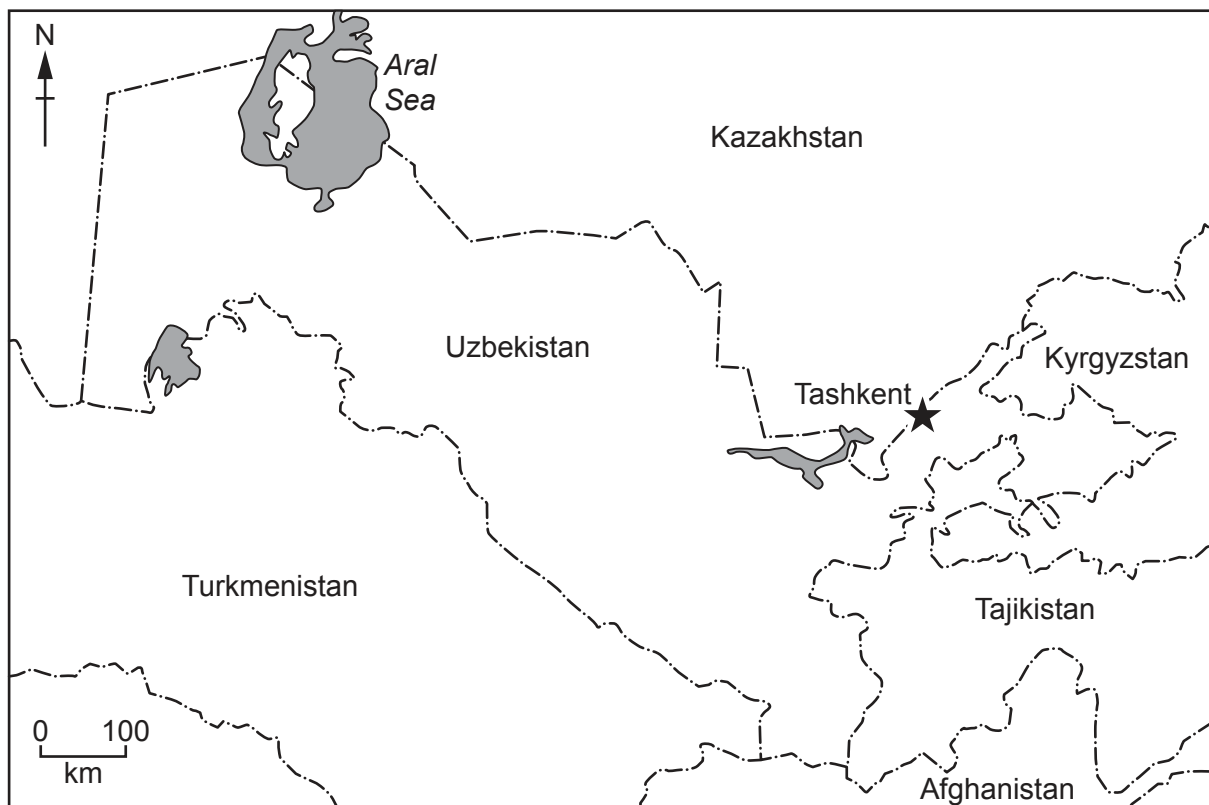 N
Aral
Sea
Kazakhstan
Uzbekistan
Kyrgyzstan
Tashkent
Turkmenistan
Tajikistan
0 100
km
Afghanistan